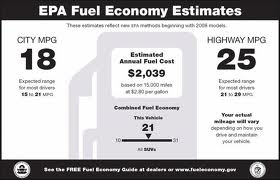 EPA Fuel Economy Estimates
These estimates reflect new EPA methods beginning with 2008 models.
CITY MPG
18
Expected range
for most drivers
15 to 21 MPG
Estimated
Annual Fuel Cost
$2,039
based on 15,000 miles
at $2.80 per gallon
Combined Fuel Economy
This Vehicle
21
10
31
All SUVs
HIGHWAY MPG
25
Expected range
for most drivers
21 to 29 MPG
Your actual
mileage will vary
depending on how you
drive and maintain
your vehicle.
See the FREE Fuel Economy Guide at dealers or www.fueleconomy.gov